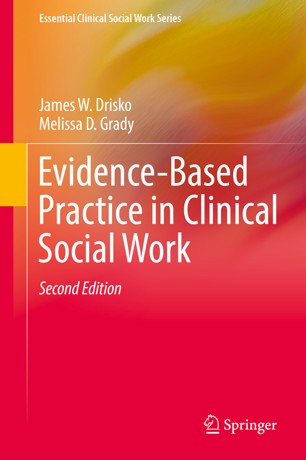 Essential Clinical Social Work Series
James W. Drisko
Melissa D. Grady
Evidence-Based
Practice in Clinical
Social Work
Second Edition
Springer